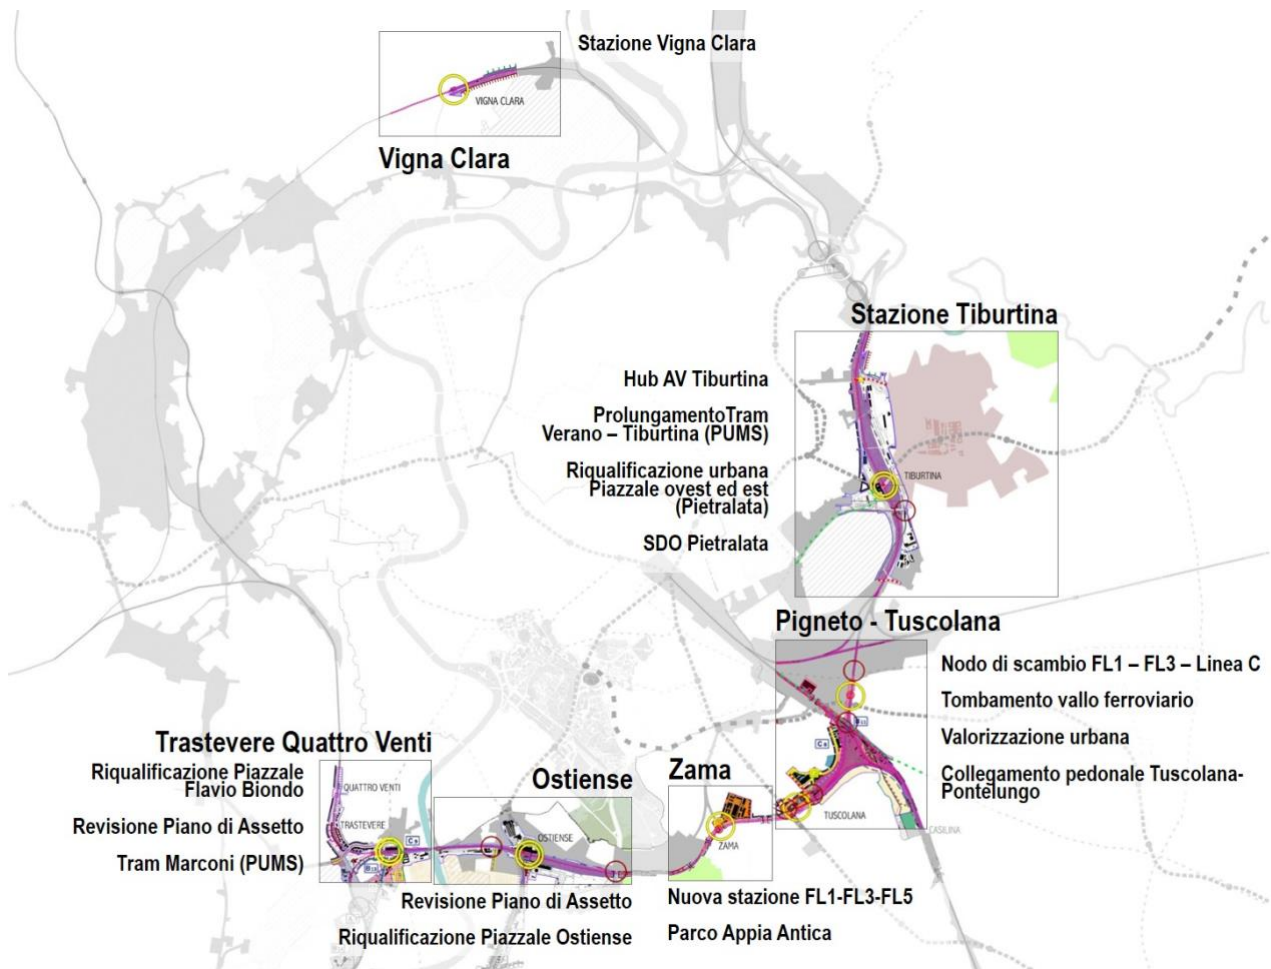 Stazione Vigna Clara
VIGNA CLARA
Vigna Clara
Stazione Tiburtina
Hub AV Tiburtina
ProlungamentoTram
Verano – Tiburtina (PUMS)
Riqualificazione urbana
Piazzale ovest ed est
(Pietralata)
SDO Pietralata
TIBURTINA
Pigneto - Tuscolana
Nodo di scambio FL1 – FL3 – Linea C
Tombamento vallo ferroviario
Valorizzazione urbana
Collegamento pedonale Tuscolana-
Pontelungo
TUSCOLANA
CASILINA
Trastevere Quattro Venti
Riqualificazione Piazzale
Flavio Biondo
Revisione Piano di Assetto
Tram Marconi (PUMS)
QUATTRO VENTI
TRASTEVERE
Ostiense
OSTIENSE
Revisione Piano di Assetto
Riqualificazione Piazzale Ostiense
Zama
ZAMA
Nuova stazione FL1-FL3-FL5
Parco Appia Antica